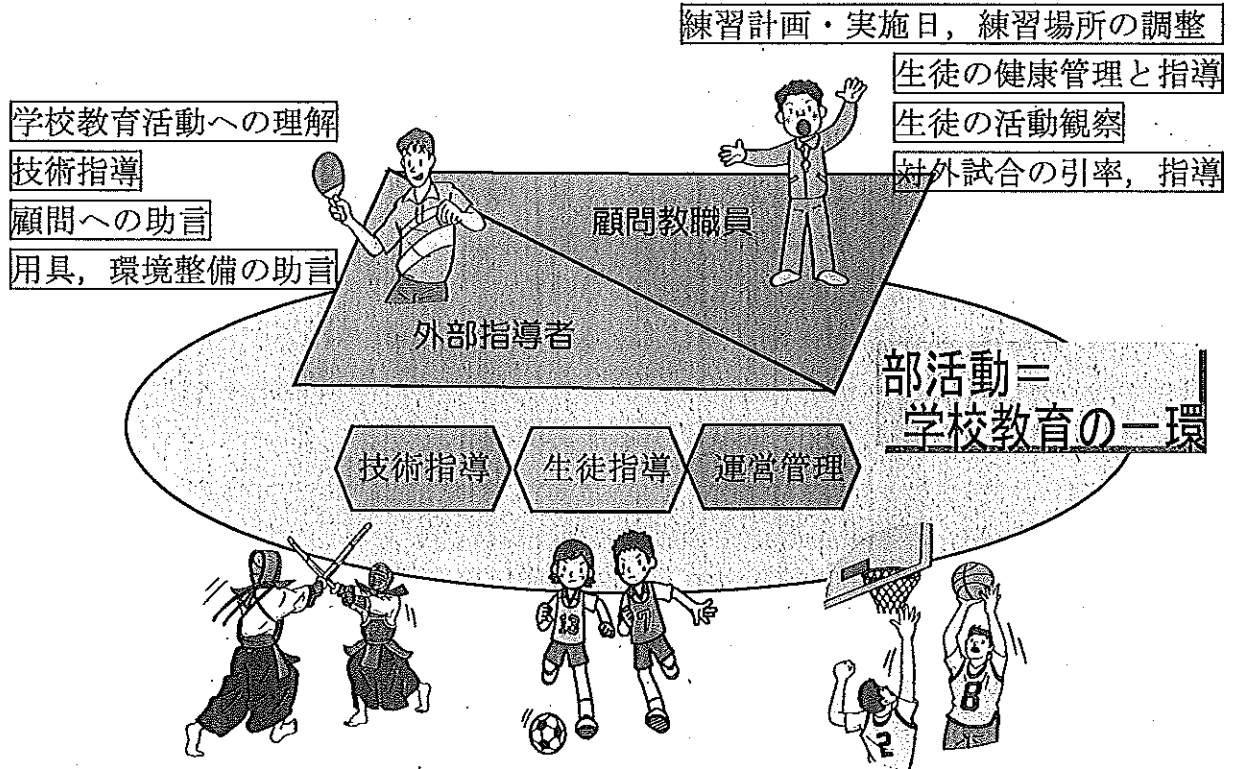 練習計画・実施日，練習場所の調整
生徒の健康管理と指導
生徒の活動観察
対外試合の引率，指導
学校教育活動への理解
技術指導
顧問への助言
用具，環境整備の助言
顧問教職員
外部指導者
部活動＝
学校教育の一環
技術指導
生徒指導
運営管理
13
7
2
8